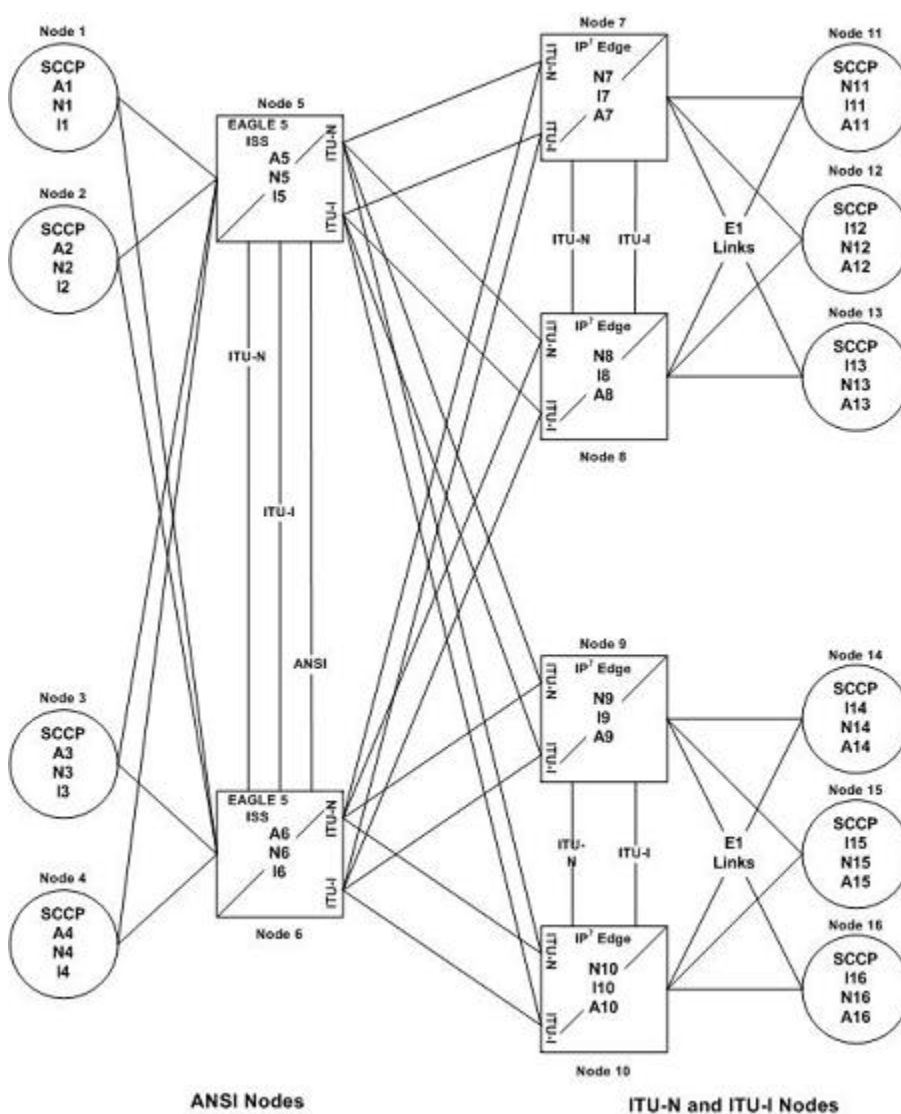 Node 1
SCCP
A1
N1
I1
Node 2
SCCP
A2
N2
I2
Node 3
SCCP
A3
N3
I3
Node 4
SCCP
A4
N4
I4
Node 5
EAGLE 5
ISS
A5
N5
I5
ITU-N
ITU-I
ITU-N
ITU-I
ANSI
EAGLE 5
ISS
A6
N6
I6
ITU-N
ITU-I
Node 6
Node 7
IP7 Edge
ITU-N
ITU-I
N7
I7
A7
ITU-N
ITU-I
IP7 Edge
ITU-N
ITU-I
N8
I8
A8
Node 8
Node 9
IP7 Edge
ITU-N
ITU-I
N9
I9
A9
ITU-
N
ITU-I
IP7 Edge
ITU-N
ITU-I
N10
I10
A10
Node 10
Node 11
SCCP
N11
I11
A11
Node 12
SCCP
I12
N12
A12
E1
Links
Node 13
SCCP
I13
N13
A13
Node 14
SCCP
I14
N14
A14
Node 15
SCCP
I15
N15
A15
E1
Links
Node 16
SCCP
I16
N16
A16
ANSI Nodes
ITU-N and ITU-I Nodes